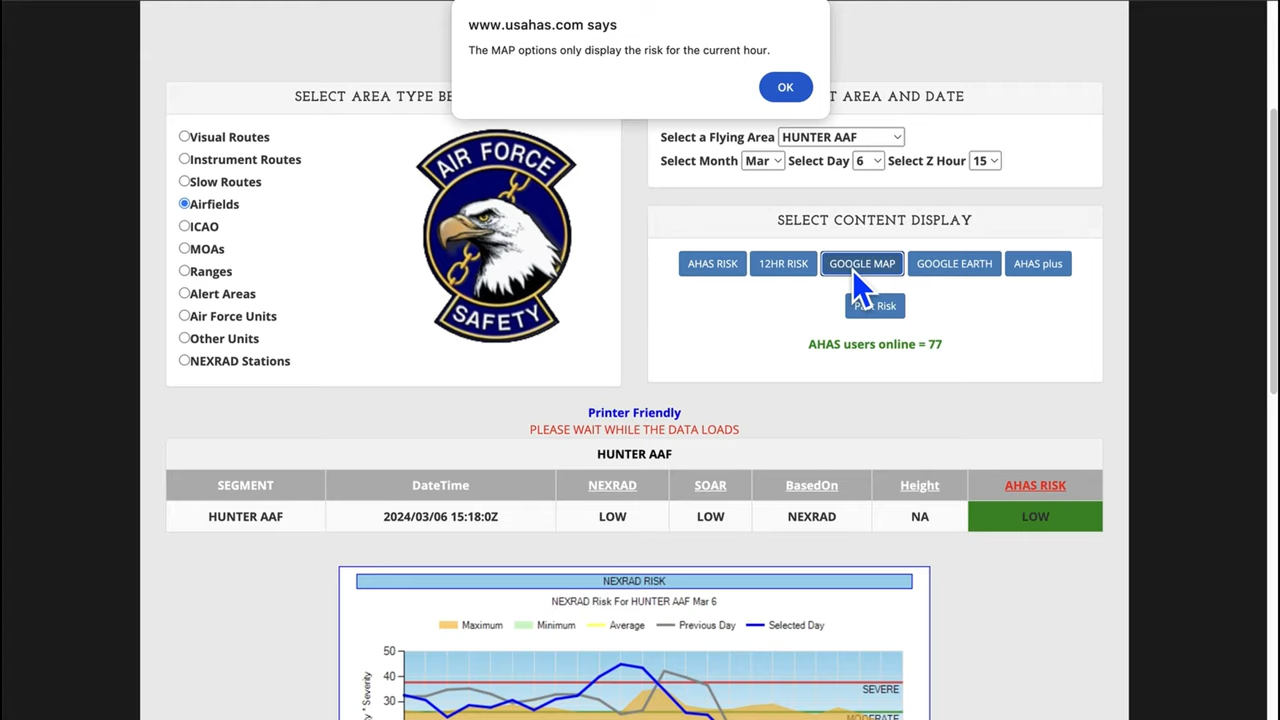 www.usahas.com says
The MAP options only display the risk for the current hour.
OK
SELECT AREA TYPE
AREA AND DATE
Visual Routes
Instrument Routes
Slow Routes
Airfields
ICAO
MOAs
Ranges
Alert Areas
Air Force Units
Other Units
NEXRAD Stations
AIR FORCE
SAFETY
Select a Flying Area HUNTER AAF
Select Month Mar Select Day 6 Select Z Hour 15
SELECT CONTENT DISPLAY
AHAS RISK 12HR RISK GOOGLE MAP GOOGLE EARTH AHAS plus
Risk
AHAS users online = 77
Printer Friendly
PLEASE WAIT WHILE THE DATA LOADS
HUNTER AAF
SEGMENT DateTime NEXRAD SOAR BasedOn Height AHAS RISK
HUNTER AAF 2024/03/06 15:18:0Z LOW LOW NEXRAD NA LOW
NEXRAD RISK
NEXRAD Risk For HUNTER AAF Mar 6
Maximum Minimum Average Previous Day Selected Day
50
40
30
* Severity
SEVERE
MODERATE